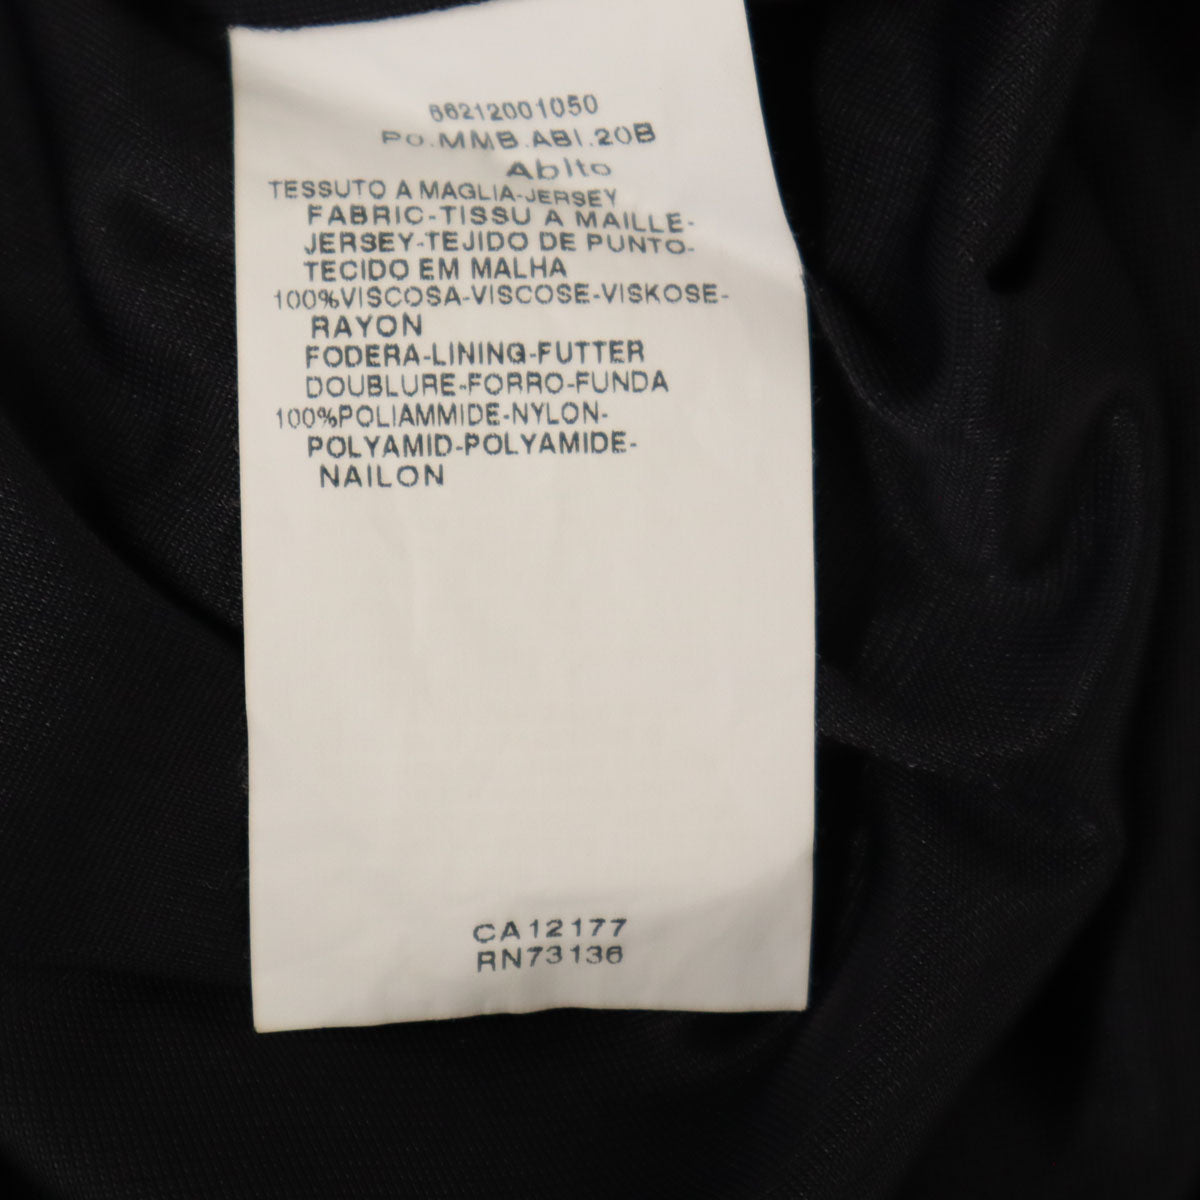 66212001050
PO.MMB.ABI.20B
Abito
TESSUTO A MAGLIA-JERSEY
FABRIC-TISSU A MAILLE-
JERSEY-TEJIDO DE PUNTO-
TECIDO EM MALHA
100%VISCOSA-VISCOSE-VISKOSE-
RAYON
FODERA-LINING-FUTTER
DOUBLURE-FORRO-FUNDA
100%POLIAMMIDE-NYLON-
POLYAMID-POLYAMIDE-
NAILON
CA12177
RN73136